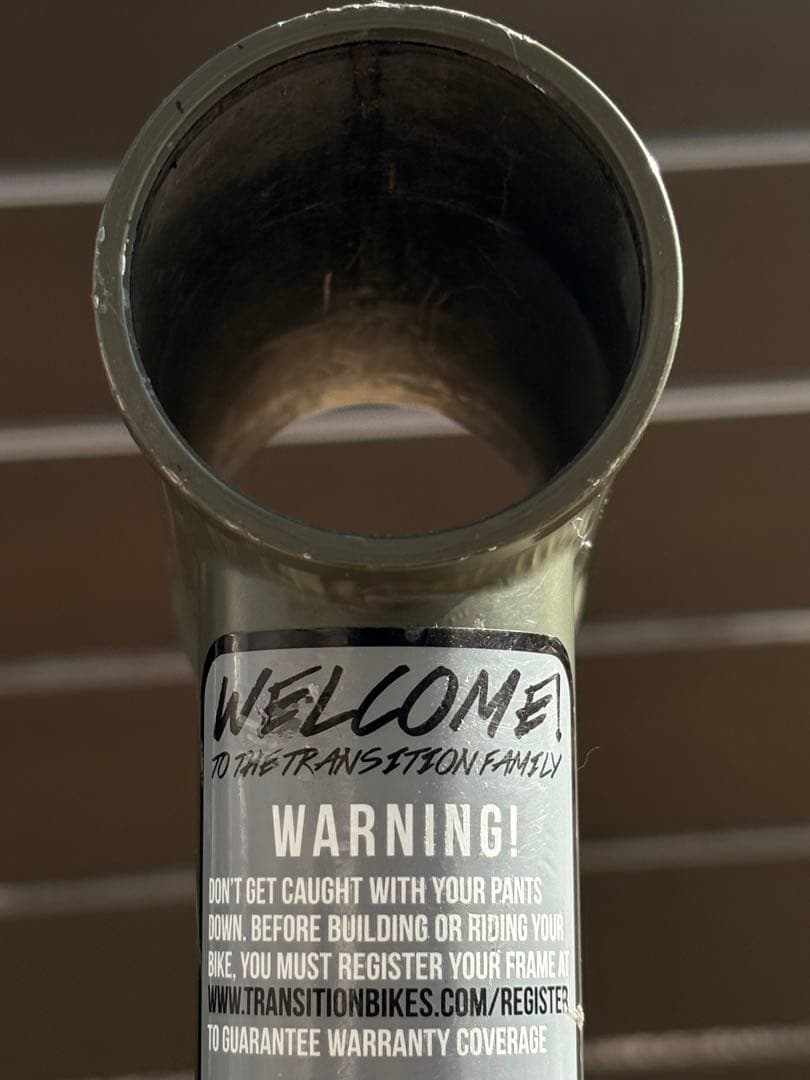 WELCOME!
TO THE TRANSITION FAMILY
WARNING!
DON'T GET CAUGHT WITH YOUR PANTS
DOWN. BEFORE BUILDING OR RIDING YOUR
BIKE, YOU MUST REGISTER YOUR FRAME AT
WWW.TRANSITIONBIKES.COM/REGISTER
TO GUARANTEE WARRANTY COVERAGE